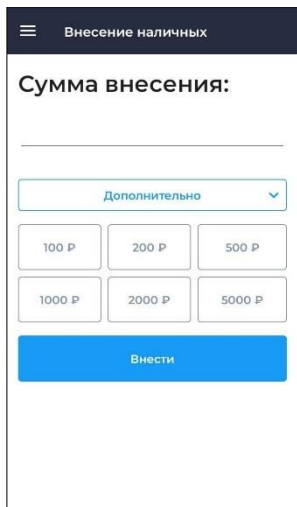 Внесение наличных
Сумма внесения:
Дополнительно
100 ₽ 200 ₽ 500 ₽
1000 ₽ 2000 ₽ 5000 ₽
Внести